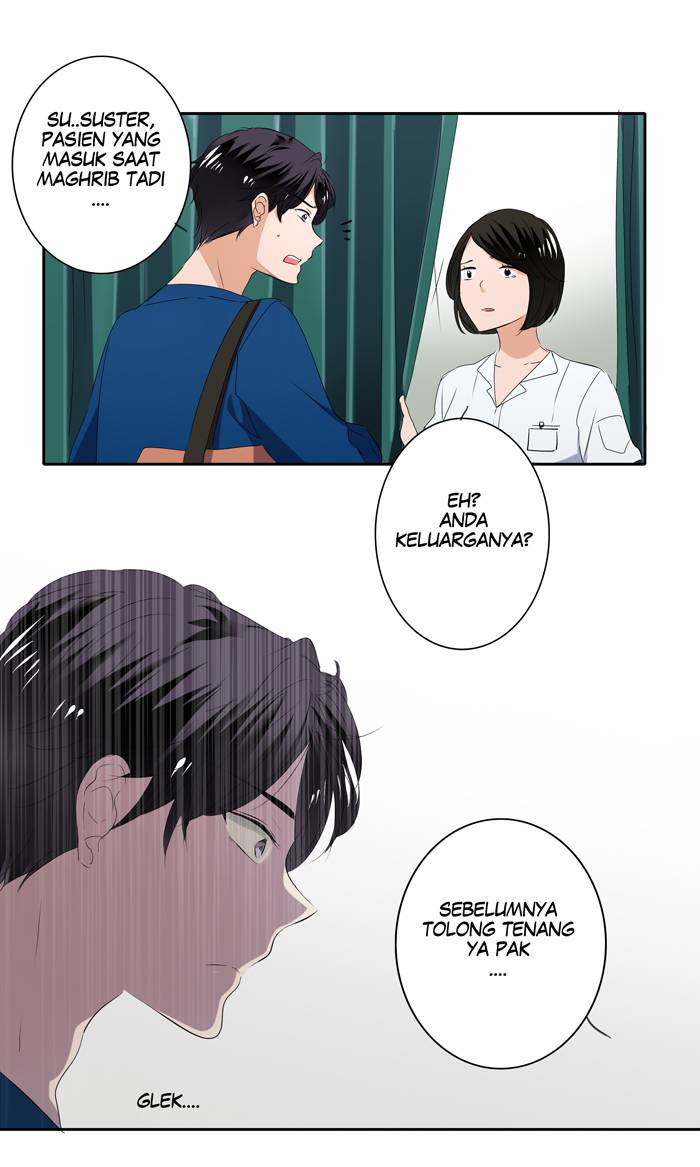 SU..SUSTER,
PASIEN YANG
MASUK SAAT
MAGHRIB TADI
....
EH?
ANDA
KELUARGANYA?
SEBELUMNYA
TOLONG TENANG
YA PAK
....
GLEK....